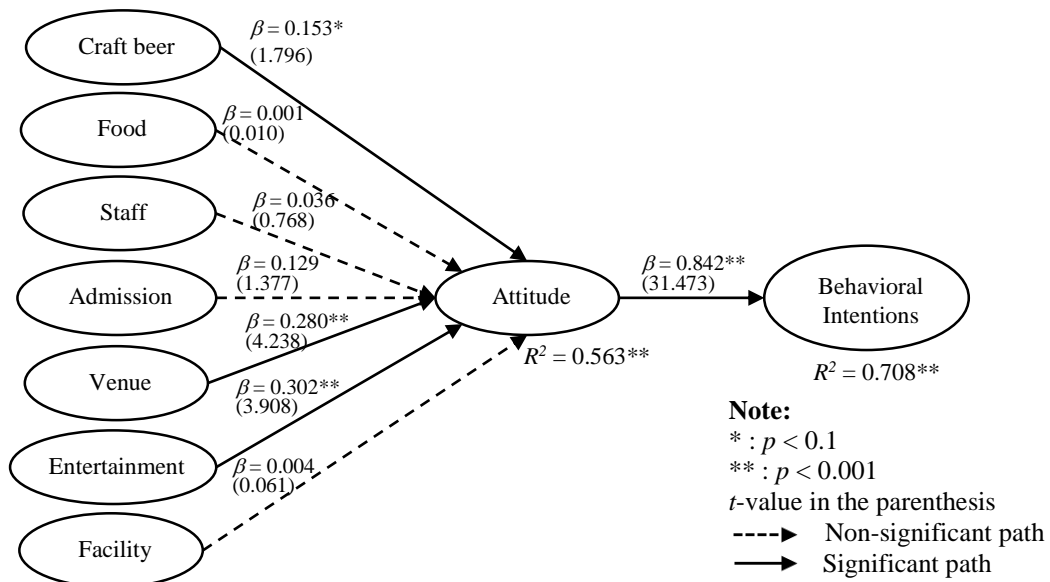 Craft beer
β = 0.153*
(1.796)
Food
β = 0.001
(0.010)
Staff
β = 0.036
(0.768)
Admission
β = 0.129
(1.377)
Venue
β = 0.280**
(4.238)
Entertainment
β = 0.302**
(3.908)
Facility
β = 0.004
(0.061)
Attitude
R² = 0.563**
β = 0.842**
(31.473)
Behavioral
Intentions
R² = 0.708**
Note:
* : p < 0.1
** : p < 0.001
t-value in the parenthesis
Non-significant path
Significant path